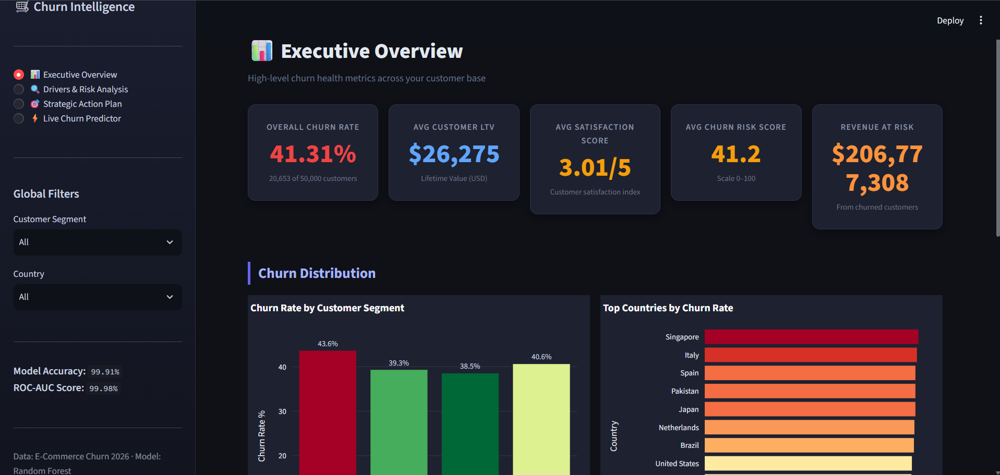 Churn Intelligence
Executive Overview
Drivers & Risk Analysis
Strategic Action Plan
Live Churn Predictor
Global Filters
Customer Segment
All
Country
All
Model Accuracy: 99.91%
ROC-AUC Score: 99.98%
Data: E-Commerce Churn 2026 · Model:
Random Forest
Deploy
Executive Overview
High-level churn health metrics across your customer base
OVERALL CHURN RATE
41.31%
20,653 of 50,000 customers
AVG CUSTOMER LTV
$26,275
Lifetime Value (USD)
AVG SATISFACTION
SCORE
3.01/5
Customer satisfaction index
AVG CHURN RISK SCORE
41.2
Scale 0–100
REVENUE AT RISK
$206,77
7,308
From churned customers
Churn Distribution
Churn Rate by Customer Segment
43.6%
39.3%
38.5%
40.6%
40
30
20
Churn Rate %
Top Countries by Churn Rate
Singapore
Italy
Spain
Pakistan
Japan
Netherlands
Brazil
United States
Country